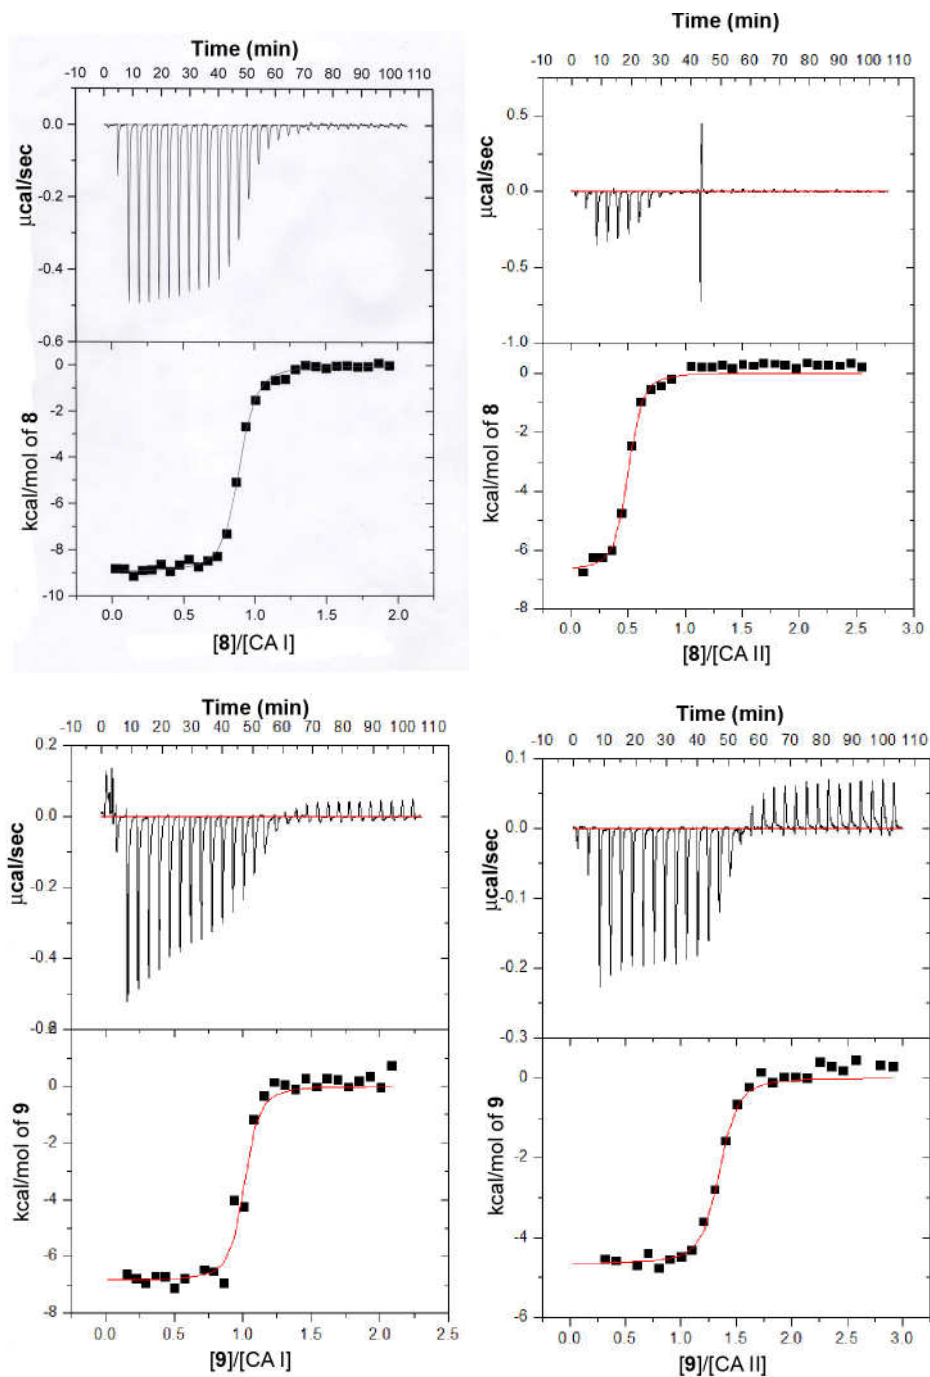 Time (min)
-10 0 10 20 30 40 50 60 70 80 90 100 110
0.0
-0.2
-0.4
-0.6
µcal/sec
0
-2
-4
-6
-8
-10
kcal/mol of 8
0.0 0.5 1.0 1.5 2.0
[8]/[CA I]
Time (min)
-10 0 10 20 30 40 50 60 70 80 90 100 110
0.5
0.0
-0.5
-1.0
µcal/sec
0
-2
-4
-6
-8
kcal/mol of 8
0.0 0.5 1.0 1.5 2.0 2.5 3.0
[8]/[CA II]
Time (min)
-10 0 10 20 30 40 50 60 70 80 90 100 110
0.2
0.0
-0.2
-0.4
µcal/sec
0
-2
-4
-6
-8
kcal/mol of 9
0.0 0.5 1.0 1.5 2.0 2.5
[9]/[CA I]
Time (min)
-10 0 10 20 30 40 50 60 70 80 90 100 110
0.1
0.0
-0.1
-0.2
-0.3
µcal/sec
0
-2
-4
-6
kcal/mol of 9
0.0 0.5 1.0 1.5 2.0 2.5 3.0
[9]/[CA II]